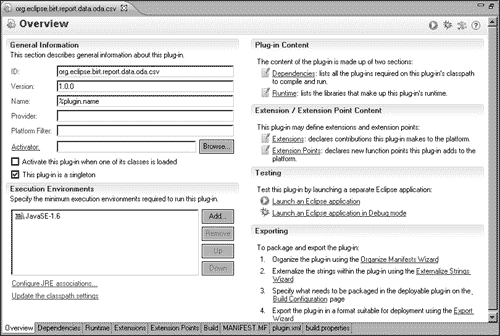 org.eclipse.birt.report.data.oda.csv
Overview
General Information
This section describes general information about this plug-in.
ID:
org.eclipse.birt.report.data.oda.csv
Version:
1.0.0
Name:
%plugin.name
Provider:
Platform Filter:
Activator:
Browse...
Activate this plug-in when one of its classes is loaded
This plug-in is a singleton
Execution Environments
Specify the minimum execution environments required to run this plug-in.
JavaSE-1.6
Add...
Remove
Up
Down
Configure JRE associations...
Update the classpath settings
Plug-in Content
The content of the plug-in is made up of two sections:
Dependencies: lists all the plug-ins required on this plug-in's classpath
to compile and run.
Runtime: lists the libraries that make up this plug-in's runtime.
Extension / Extension Point Content
This plug-in may define extensions and extension points:
Extensions: declares contributions this plug-in makes to the platform.
Extension Points: declares new function points this plug-in adds to the
platform.
Testing
Test this plug-in by launching a separate Eclipse application:
Launch an Eclipse application
Launch an Eclipse application in Debug mode
Exporting
To package and export the plug-in:
1. Organize the plug-in using the Organize Manifests Wizard
2. Externalize the strings within the plug-in using the Externalize Strings
Wizard
3. Specify what needs to be packaged in the deployable plug-in on the
Build Configuration page
4. Export the plug-in in a format suitable for deployment using the Export
Wizard
Overview Dependencies Runtime Extensions Extension Points Build MANIFEST.MF plugin.xml build.properties